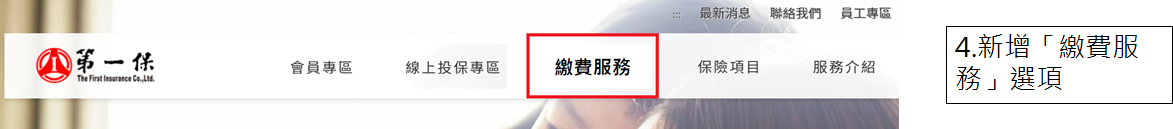 ::: 最新消息 聯絡我們 員工專區
第一保
The First Insurance Co.,Ltd.
會員專區 線上投保專區 繳費服務 保險項目 服務介紹
4.新增「繳費服
務」選項